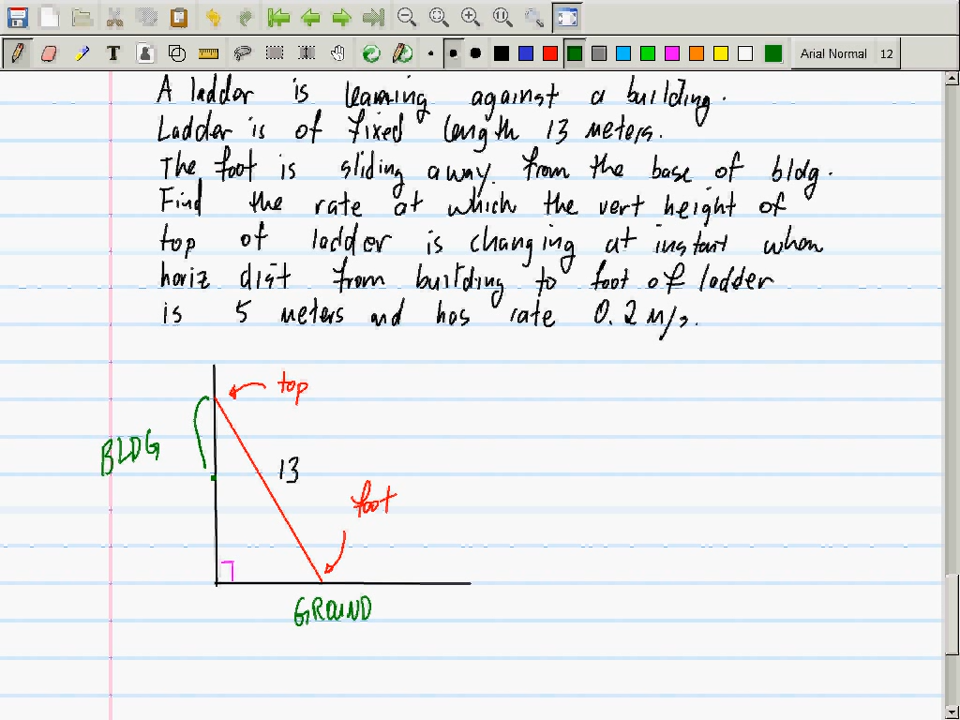 Arial Normal 12
A ladder is leaning against a building.
Ladder is of fixed length 13 meters.
The foot is sliding away from the base of bldg.
Find the rate at which the vert height of
top of ladder is changing at instant when
horiz dist from building to foot of ladder
is 5 meters and has rate 0.2 m/s.
top
BLDG
13
foot
GROUND